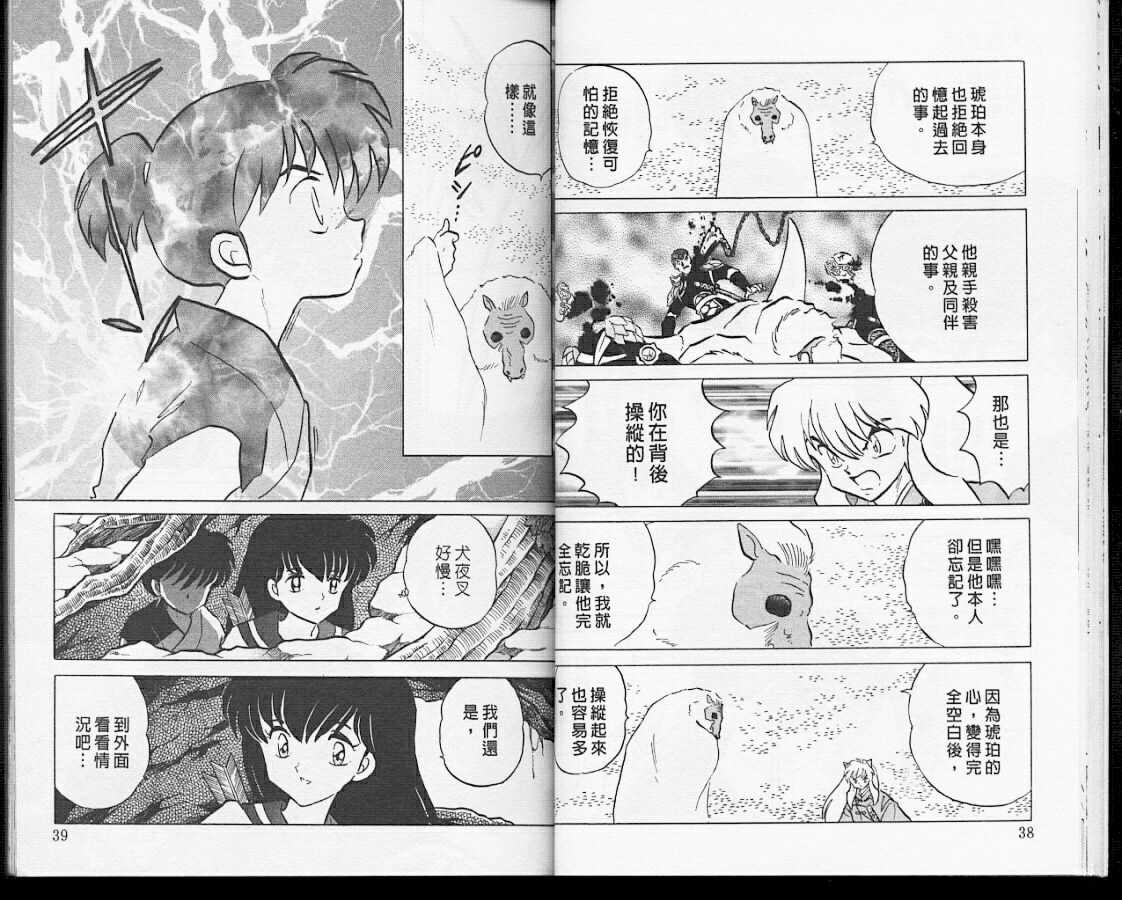 琥珀本身
也拒絕回
憶起過去
的事。
拒絕恢復可
怕的記憶…
他親手殺害
父親及同伴
的事。
那也是…
你在背後
操縱的！
嘿嘿嘿…
但是他本人
卻忘記了。
所以，我就
乾脆讓他完
全忘記。
因為琥珀的
心，變得完
全空白後，
操縱起來
也容易多
了。
38
就像這
樣……
ピシ…
犬夜叉
好慢…
我們還
是，
到外面
看看情
況吧…
39